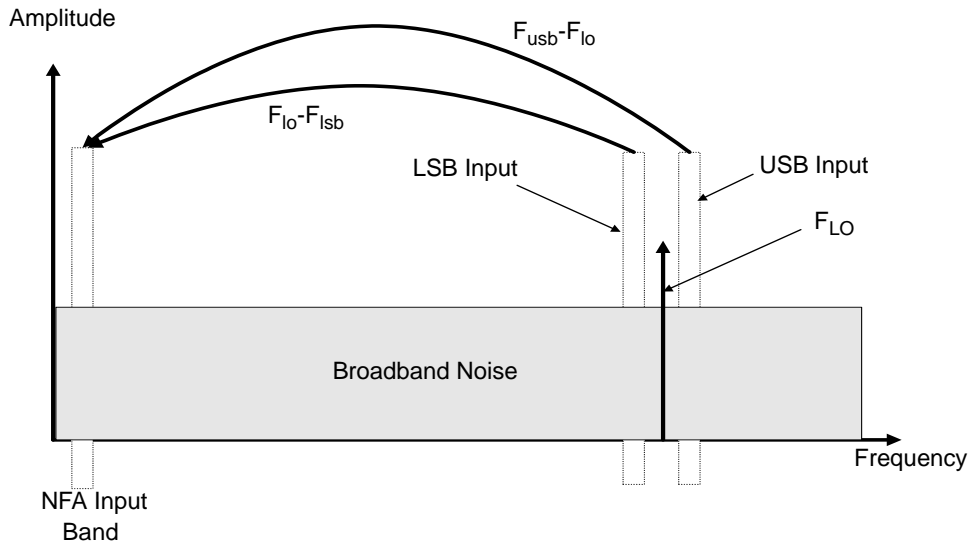 Amplitude
Fusb-Flo
Flo-Flsb
LSB Input
USB Input
FLO
Broadband Noise
Frequency
NFA Input
Band